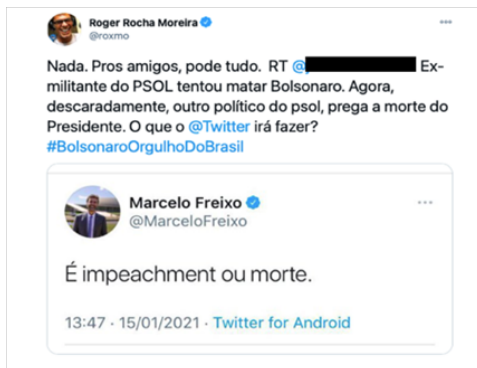 Roger Rocha Moreira
@roxmo
Nada. Pros amigos, pode tudo. RT @ Ex-
militante do PSOL tentou matar Bolsonaro. Agora,
descaradamente, outro político do psol, prega a morte do
Presidente. O que o @Twitter irá fazer?
#BolsonaroOrgulhoDoBrasil
Marcelo Freixo
@MarceloFreixo
É impeachment ou morte.
13:47 · 15/01/2021 · Twitter for Android